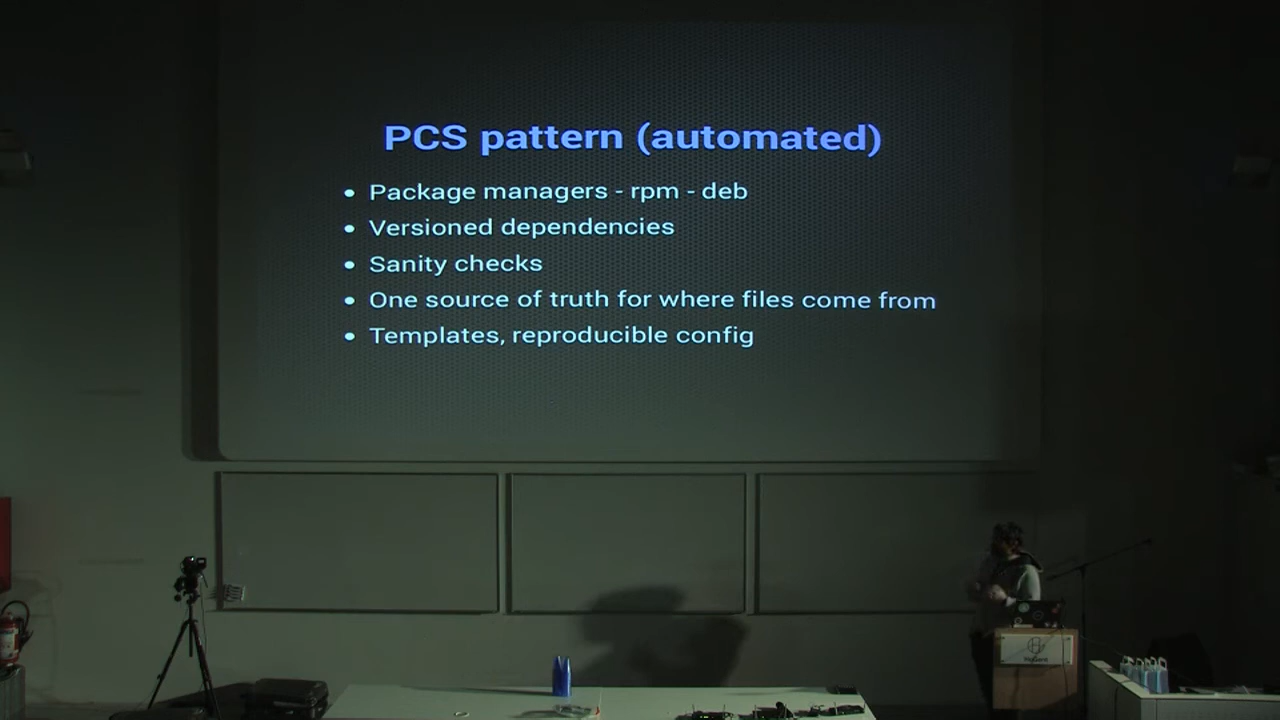 PCS pattern (automated)
• Package managers - rpm - deb
• Versioned dependencies
• Sanity checks
• One source of truth for where files come from
• Templates, reproducible config